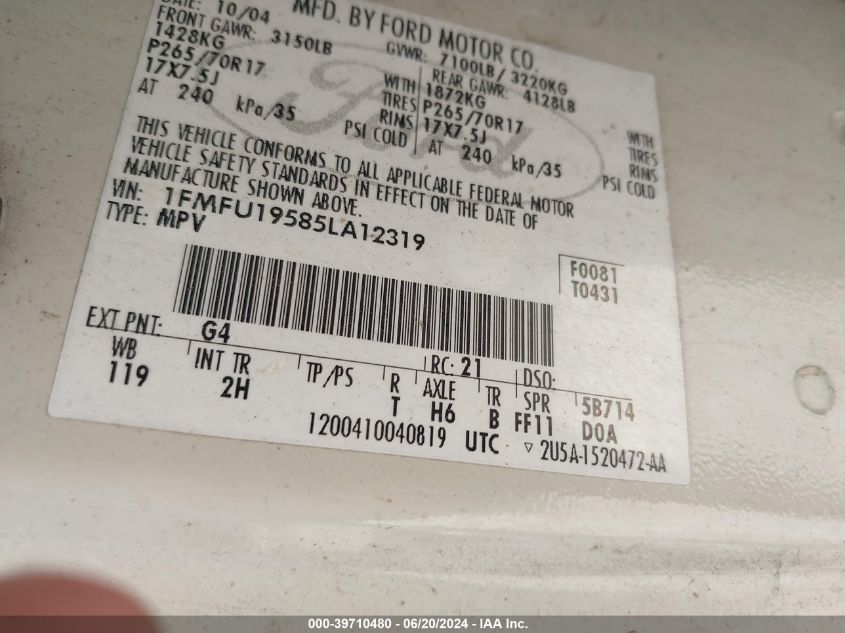 DATE: 10/04 MFD. BY FORD MOTOR CO.
FRONT GAWR: 3150LB GVWR: 7100LB / 3220KG
1428KG WITH REAR GAWR: 4128LB WITH
P265/70R17 TIRES 1872KG TIRES
17X7.5J RIMS P265/70R17 RIMS
AT 240 kPa/35 PSI COLD 17X7.5J PSI COLD
AT 240 kPa/35
THIS VEHICLE CONFORMS TO ALL APPLICABLE FEDERAL MOTOR
VEHICLE SAFETY STANDARDS IN EFFECT ON THE DATE OF
MANUFACTURE SHOWN ABOVE.
VIN: 1FMFU19585LA12319
TYPE: MPV
F0081
T0431
EXT PNT: G4 RC: 21 DSO:
WB INT TR TP/PS R AXLE TR SPR 5B714
119 2H T H6 B FF11 DOA
1200410040819 UTC ▽ 2U5A-1520472-AA
Ford
000-39710480 - 06/20/2024 - IAA Inc.